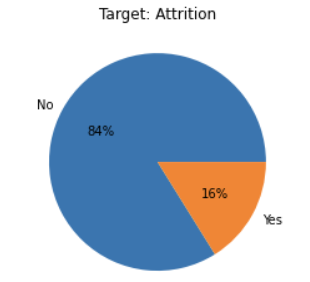 Target: Attrition
No
84%
16%
Yes